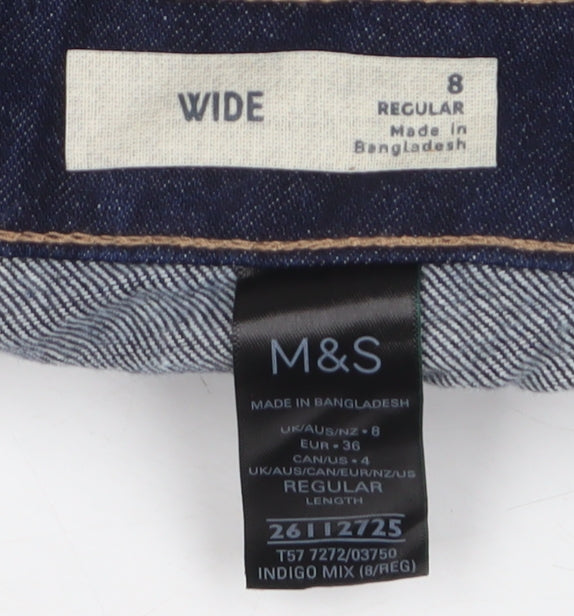 WIDE
8
REGULAR
Made in
Bangladesh
M&S
MADE IN BANGLADESH
UK/AUS/NZ • 8
EUR • 36
CAN/US • 4
UK/AUS/CAN/EUR/NZ/US
REGULAR
LENGTH
26112725
T57 7272/03750
INDIGO MIX (8/REG)